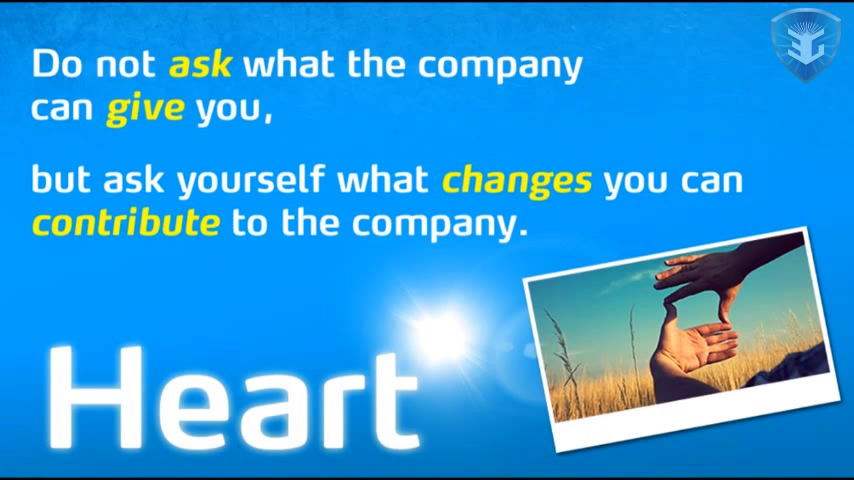 Do not ask what the company
can give you,
but ask yourself what changes you can
contribute to the company.
Heart